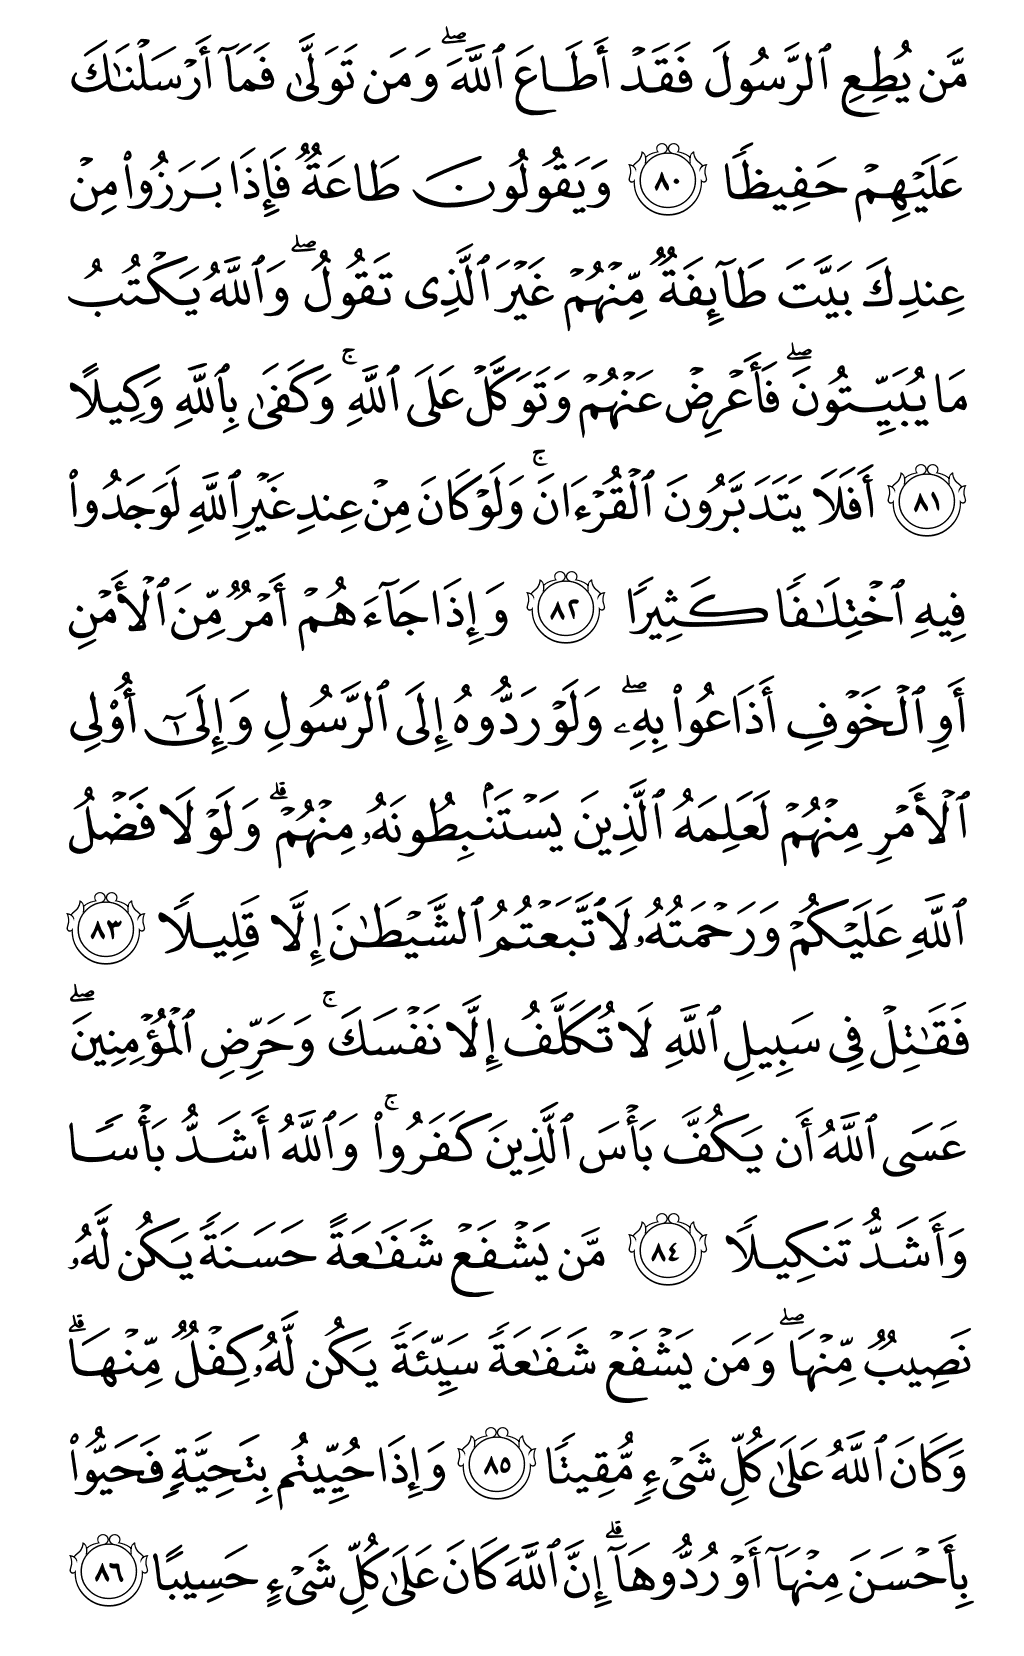 مَّن يُطِعِ ٱلرَّسُولَ فَقَدۡ أَطَاعَ ٱللَّهَۖ وَمَن تَوَلَّىٰ فَمَآ أَرۡسَلۡنَٰكَ
عَلَيۡهِمۡ حَفِيظٗا ٨٠ وَيَقُولُونَ طَاعَةٞ فَإِذَا بَرَزُواْ مِنۡ
عِندِكَ بَيَّتَ طَآئِفَةٞ مِّنۡهُمۡ غَيۡرَ ٱلَّذِى تَقُولُۖ وَٱللَّهُ يَكۡتُبُ
مَا يُبَيِّتُونَۖ فَأَعۡرِضۡ عَنۡهُمۡ وَتَوَكَّلۡ عَلَى ٱللَّهِۚ وَكَفَىٰ بِٱللَّهِ وَكِيلًا
٨١ أَفَلَا يَتَدَبَّرُونَ ٱلۡقُرۡءَانَۚ وَلَوۡ كَانَ مِنۡ عِندِ غَيۡرِ ٱللَّهِ لَوَجَدُواْ
فِيهِ ٱخۡتِلَٰفٗا كَثِيرٗا ٨٢ وَإِذَا جَآءَهُمۡ أَمۡرٞ مِّنَ ٱلۡأَمۡنِ
أَوِ ٱلۡخَوۡفِ أَذَاعُواْ بِهِۦۖ وَلَوۡ رَدُّوهُ إِلَى ٱلرَّسُولِ وَإِلَىٰٓ أُوْلِى
ٱلۡأَمۡرِ مِنۡهُمۡ لَعَلِمَهُ ٱلَّذِينَ يَسۡتَنۢبِطُونَهُۥ مِنۡهُمۡۗ وَلَوۡلَا فَضۡلُ
ٱللَّهِ عَلَيۡكُمۡ وَرَحۡمَتُهُۥ لَٱتَّبَعۡتُمُ ٱلشَّيۡطَٰنَ إِلَّا قَلِيلٗا ٨٣
فَقَٰتِلۡ فِى سَبِيلِ ٱللَّهِ لَا تُكَلَّفُ إِلَّا نَفۡسَكَۚ وَحَرِّضِ ٱلۡمُؤۡمِنِينَۖ
عَسَى ٱللَّهُ أَن يَكُفَّ بَأۡسَ ٱلَّذِينَ كَفَرُواْۚ وَٱللَّهُ أَشَدُّ بَأۡسٗا
وَأَشَدُّ تَنكِيلٗا ٨٤ مَّن يَشۡفَعۡ شَفَٰعَةً حَسَنَةٗ يَكُن لَّهُۥ
نَصِيبٞ مِّنۡهَاۖ وَمَن يَشۡفَعۡ شَفَٰعَةٗ سَيِّئَةٗ يَكُن لَّهُۥ كِفۡلٞ مِّنۡهَاۗ
وَكَانَ ٱللَّهُ عَلَىٰ كُلِّ شَىۡءٖ مُّقِيتٗا ٨٥ وَإِذَا حُيِّيتُم بِتَحِيَّةٖ فَحَيُّواْ
بِأَحۡسَنَ مِنۡهَآ أَوۡ رُدُّوهَآۗ إِنَّ ٱللَّهَ كَانَ عَلَىٰ كُلِّ شَىۡءٍ حَسِيبًا ٨٦